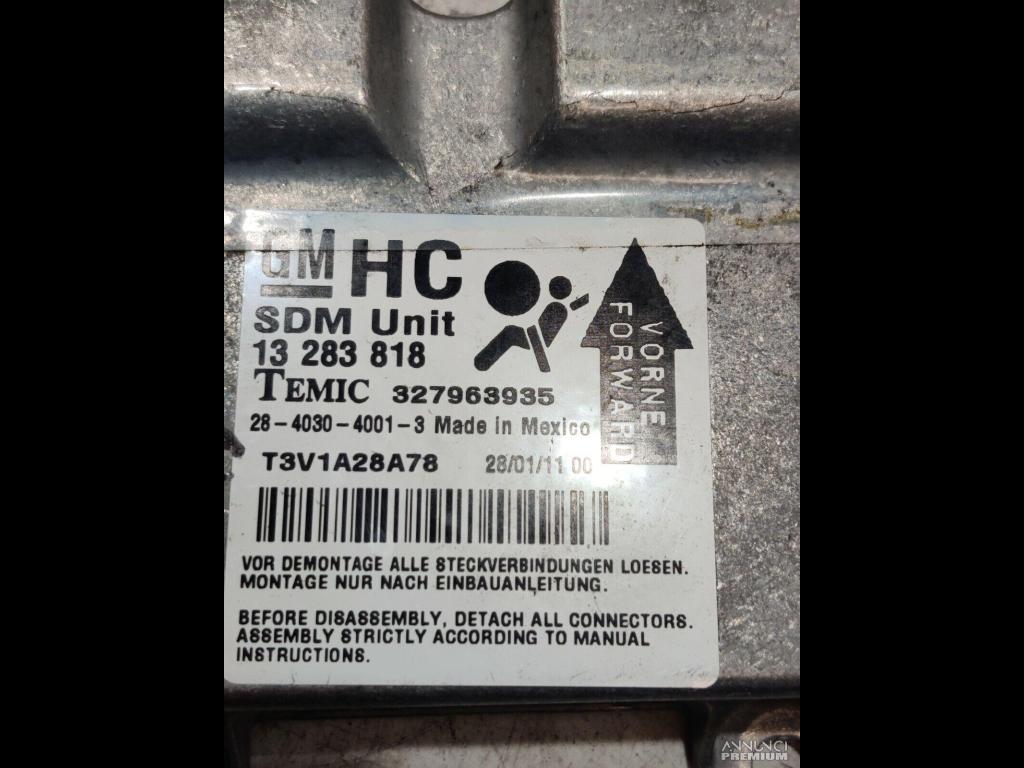 GM HC
SDM Unit
13 283 818
TEMIC 327963935
28-4030-4001-3 Made in Mexico
T3V1A28A78 28/01/11 00
VORNE
FORWARD
VOR DEMONTAGE ALLE STECKVERBINDUNGEN LOESEN.
MONTAGE NUR NACH EINBAUANLEITUNG.
BEFORE DISASSEMBLY, DETACH ALL CONNECTORS.
ASSEMBLY STRICTLY ACCORDING TO MANUAL
INSTRUCTIONS.
ANNUNCI
PREMIUM